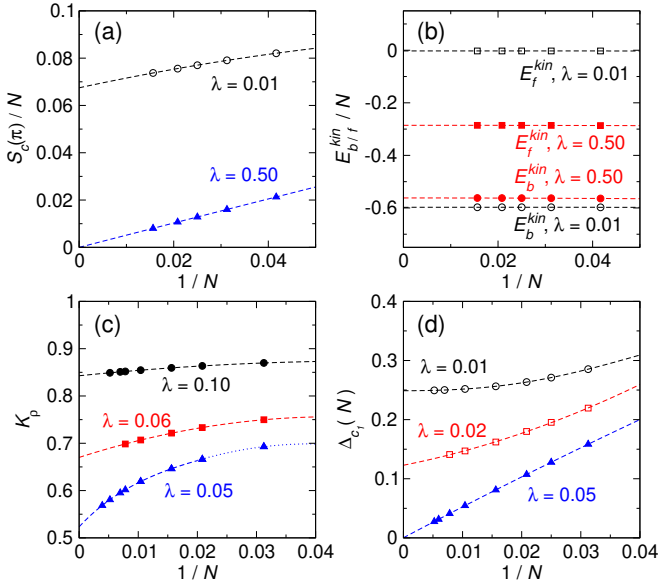 (a)
S_c(π) / N
0.1
0.08
0.06
0.04
0.02
0
λ = 0.01
λ = 0.50
0 0.02 0.04
1 / N
(b)
E_{b/f}^{kin} / N
0
-0.2
-0.4
-0.6
E_f^{kin}, λ = 0.01
E_f^{kin}, λ = 0.50
E_b^{kin}, λ = 0.50
E_b^{kin}, λ = 0.01
0 0.02 0.04
1 / N
(c)
K_ρ
1
0.9
0.8
0.7
0.6
0.5
λ = 0.10
λ = 0.06
λ = 0.05
0 0.01 0.02 0.03 0.04
1 / N
(d)
Δ_{c_1}( N)
0.4
0.3
0.2
0.1
0
λ = 0.01
λ = 0.02
λ = 0.05
0 0.01 0.02 0.03 0.04
1 / N